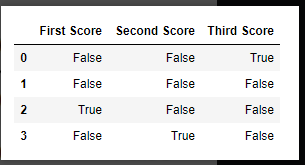 First Score Second Score Third Score
0 False False True
1 False False False
2 True False False
3 False True False